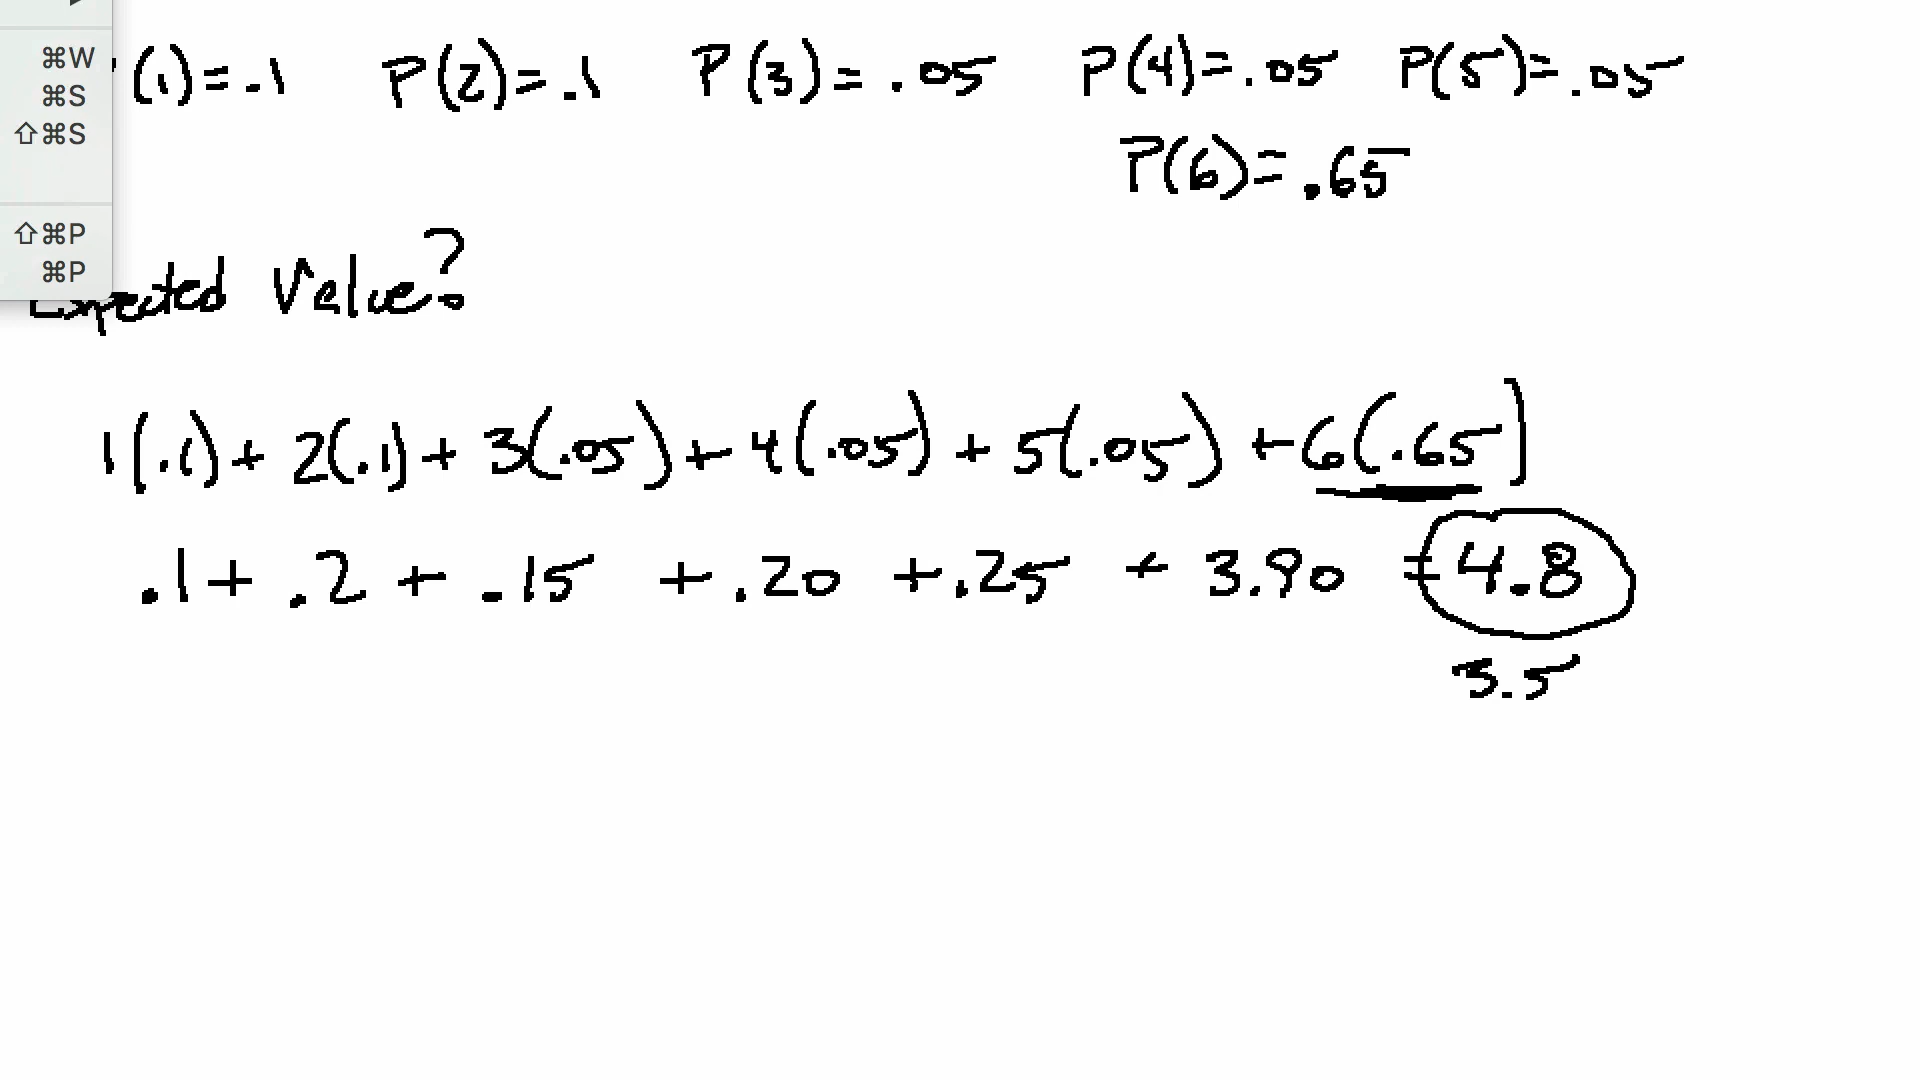 ⌘W
⌘S
⇧⌘S
⇧⌘P
⌘P
(1)=.1 P(2)=.1 P(3)=.05 P(4)=.05 P(5)=.05
P(6)=.65
Expected Value?
1(.1)+2(.1)+3(.05)+4(.05)+5(.05)+6(.65)
.1+.2+.15+.20+.25+3.90=4.8
3.5